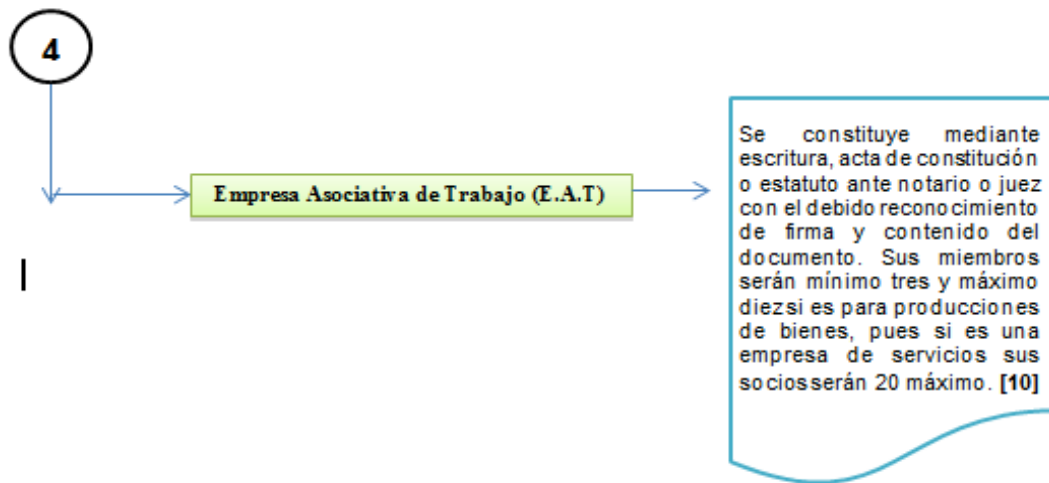 4
Empresa Asociativa de Trabajo (E.A.T)
Se constituye mediante
escritura, acta de constitución
o estatuto ante notario o juez
con el debido reconocimiento
de firma y contenido del
documento. Sus miembros
serán mínimo tres y máximo
diezsi es para producciones
de bienes, pues si es una
empresa de servicios sus
sociosserán 20 máximo. [10]